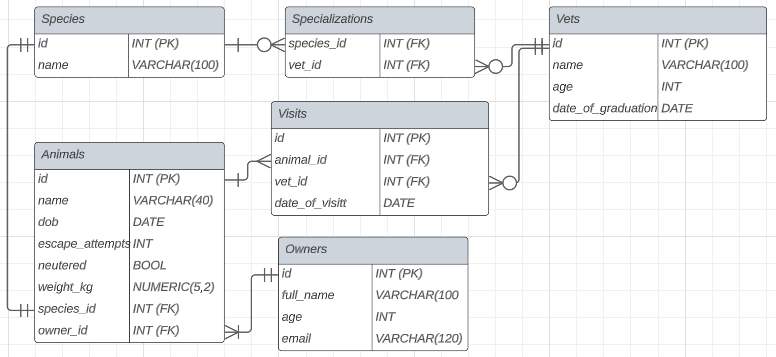 Species
id INT (PK)
name VARCHAR(100)
Specializations
species_id INT (FK)
vet_id INT (FK)
Vets
id INT (PK)
name VARCHAR(100)
age INT
date_of_graduation DATE
Visits
id INT (PK)
animal_id INT (FK)
vet_id INT (FK)
date_of_visitt DATE
Animals
id INT (PK)
name VARCHAR(40)
dob DATE
escape_attempts INT
neutered BOOL
weight_kg NUMERIC(5,2)
species_id INT (FK)
owner_id INT (FK)
Owners
id INT (PK)
full_name VARCHAR(100
age INT
email VARCHAR(120)